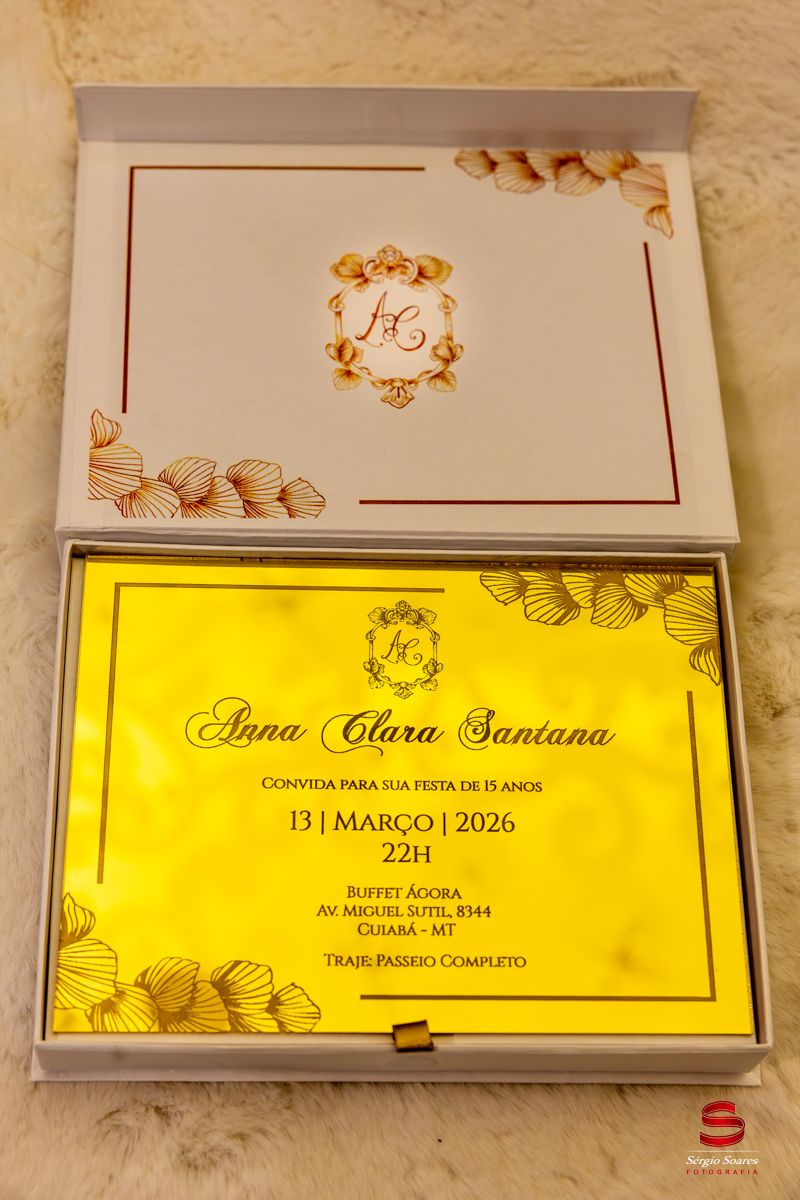 AC
AC
Anna Clara Santana
Convida para sua festa de 15 anos
13 | Março | 2026
22h
Buffet Ágora
Av. Miguel Sutil, 8344
Cuiabá - MT
Traje: Passeio Completo
Sérgio Soares
FOTOGRAFIA